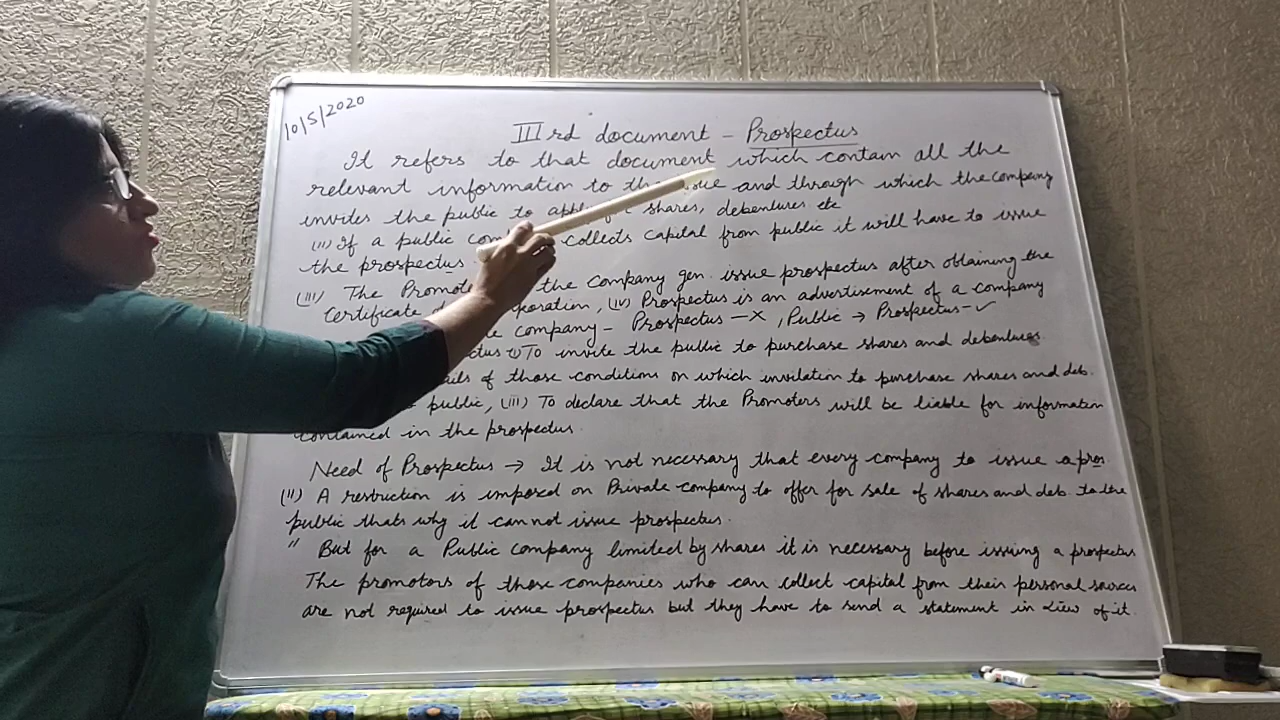 10/5/2020
IIIrd document - Prospectus
It refers to that document which contain all the
relevant information to the issue and through which the company
invites the public to apply for shares, debentures etc
(II) If a public collects capital from public it will have to issue
the prospectus
(III) The the company gen. issue prospectus after obtaining the
Certificate (IV) Prospectus is an advertisement of a company
company - Prospectus - X , Public → Prospectus - ✓
(i) To invite the public to purchase shares and debentures
of those conditions on which invitation to purchase shares and deb.
public, (iii) To declare that the Promoters will be liable for information
contained in the prospectus.
Need of Prospectus → It is not necessary that every company to issue a pros
(II) A restriction is imposed on Private company to offer for sale of shares and deb. to the
public thats why it can not issue prospectus.
" But for a Public company limited by shares it is necessary before issuing a prospectus
The promotors of those companies who can collect capital from their personal sources
are not required to issue prospectus but they have to send a statement in Liew of it.